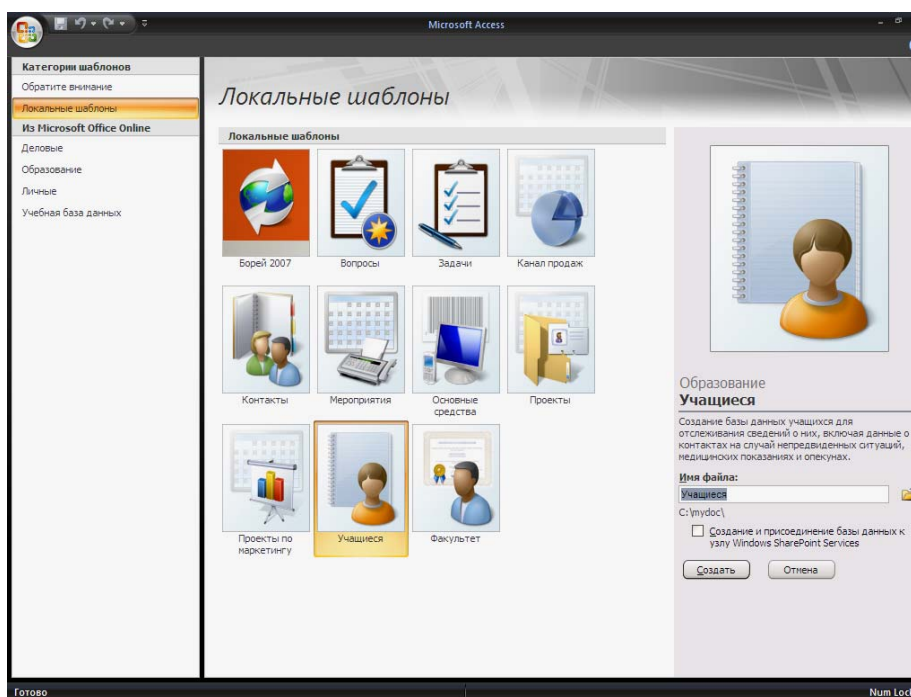 Microsoft Access
Категории шаблонов
Обратите внимание
Локальные шаблоны
Из Microsoft Office Online
Деловые
Образование
Личные
Учебная база данных
Локальные шаблоны
Локальные шаблоны
Борей 2007
Вопросы
Задачи
Канал продаж
Контакты
Мероприятия
Основные
средства
Проекты
Проекты по
маркетингу
Учащиеся
Факультет
Образование
Учащиеся
Создание базы данных учащихся для
отслеживания сведений о них, включая данные о
контактах на случай непредвиденных ситуаций,
медицинских показаниях и опекунах.
Имя файла:
Учащиеся
C:\mydoc\
Создание и присоединение базы данных к
узлу Windows SharePoint Services
Создать
Отмена
Готово
Num Loc